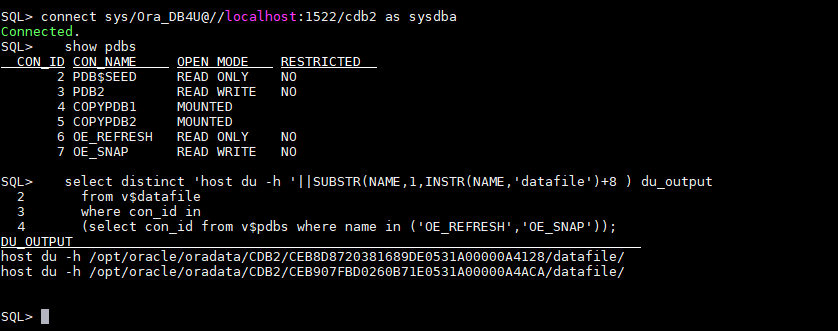 SQL> connect sys/Ora_DB4U@//localhost:1522/cdb2 as sysdba
Connected.
SQL>    show pdbs
  CON_ID CON_NAME    OPEN MODE   RESTRICTED
       2 PDB$SEED    READ ONLY   NO
       3 PDB2        READ WRITE  NO
       4 COPYPDB1    MOUNTED
       5 COPYPDB2    MOUNTED
       6 OE_REFRESH  READ ONLY   NO
       7 OE_SNAP     READ WRITE  NO
SQL>    select distinct 'host du -h '||SUBSTR(NAME,1,INSTR(NAME,'datafile')+8 ) du_output
  2       from v$datafile
  3       where con_id in
  4       (select con_id from v$pdbs where name in ('OE_REFRESH','OE_SNAP'));
DU_OUTPUT
host du -h /opt/oracle/oradata/CDB2/CEB8D8720381689DE0531A00000A4128/datafile/
host du -h /opt/oracle/oradata/CDB2/CEB907FBD0260B71E0531A00000A4ACA/datafile/
SQL>